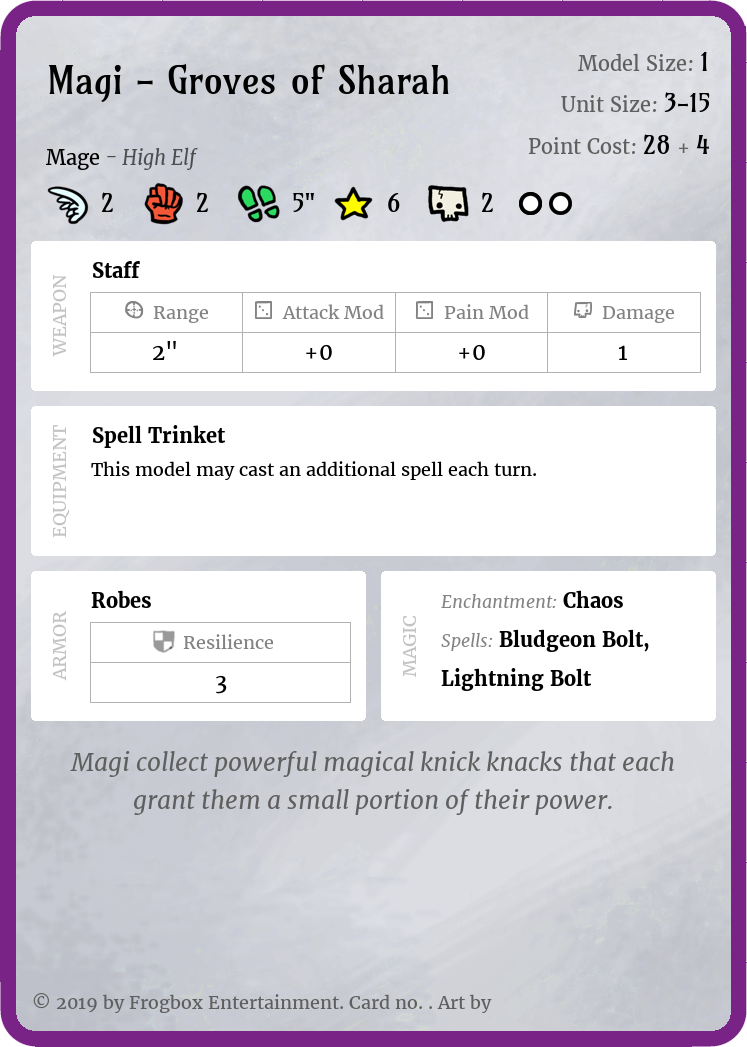 Magi – Groves of Sharah
Model Size: 1
Unit Size: 3–15
Point Cost: 28 + 4
Mage – High Elf
2 2 5" 6 2
WEAPON
Staff
Range Attack Mod Pain Mod Damage
2" +0 +0 1
EQUIPMENT
Spell Trinket
This model may cast an additional spell each turn.
ARMOR
Robes
Resilience
3
MAGIC
Enchantment: Chaos
Spells: Bludgeon Bolt,
Lightning Bolt
Magi collect powerful magical knick knacks that each
grant them a small portion of their power.
© 2019 by Frogbox Entertainment. Card no. . Art by